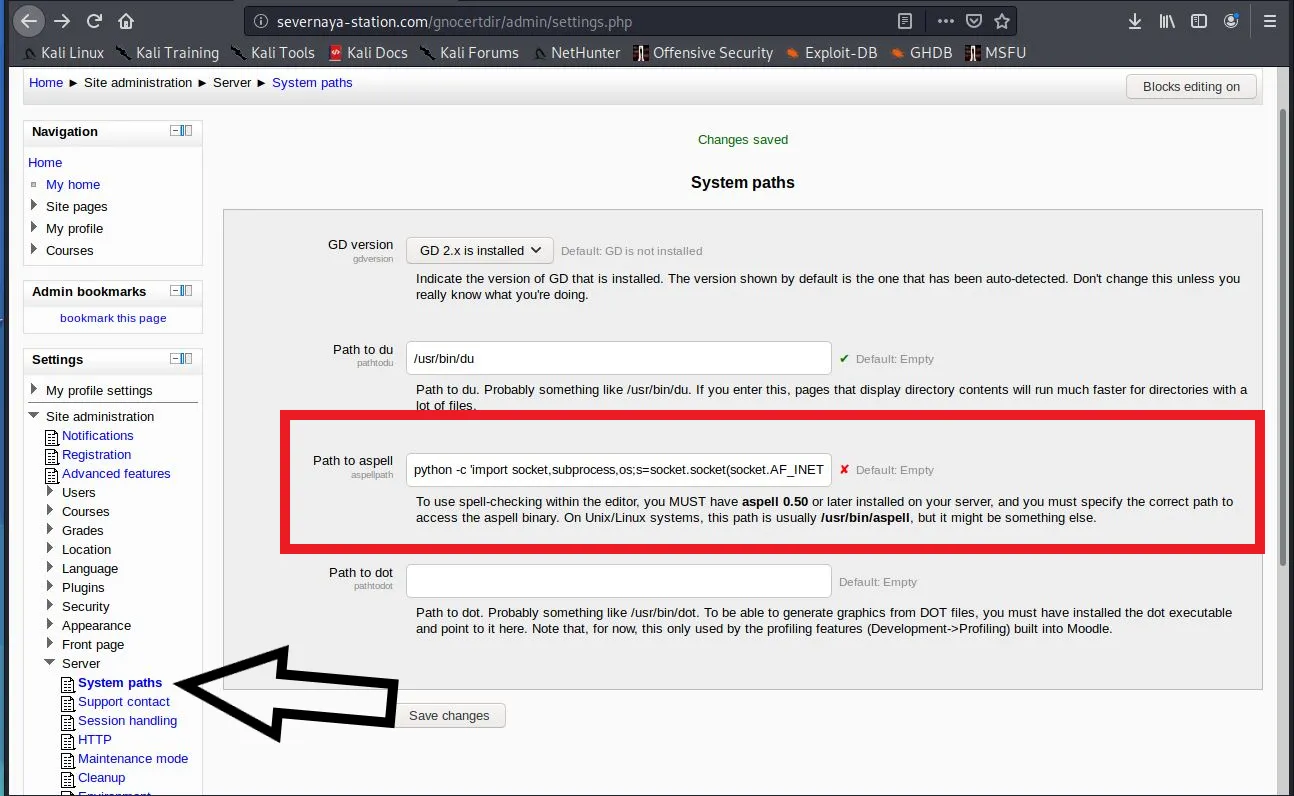 severnaya-station.com/gnocertdir/admin/settings.php
Kali Linux Kali Training Kali Tools Kali Docs Kali Forums NetHunter Offensive Security Exploit-DB GHDB MSFU
Home ► Site administration ► Server ► System paths
Blocks editing on
Navigation
Home
My home
Site pages
My profile
Courses
Admin bookmarks
bookmark this page
Settings
My profile settings
Site administration
Notifications
Registration
Advanced features
Users
Courses
Grades
Location
Language
Plugins
Security
Appearance
Front page
Server
System paths
Support contact
Session handling
HTTP
Maintenance mode
Cleanup
Environment
Changes saved
System paths
GD version
gdversion
GD 2.x is installed
Default: GD is not installed
Indicate the version of GD that is installed. The version shown by default is the one that has been auto-detected. Don't change this unless you
really know what you're doing.
Path to du
pathtodu
/usr/bin/du
✔ Default: Empty
Path to du. Probably something like /usr/bin/du. If you enter this, pages that display directory contents will run much faster for directories with a
lot of files.
Path to aspell
aspellpath
python -c 'import socket,subprocess,os;s=socket.socket(socket.AF_INET
✘ Default: Empty
To use spell-checking within the editor, you MUST have aspell 0.50 or later installed on your server, and you must specify the correct path to
access the aspell binary. On Unix/Linux systems, this path is usually /usr/bin/aspell, but it might be something else.
Path to dot
pathtodot
Default: Empty
Path to dot. Probably something like /usr/bin/dot. To be able to generate graphics from DOT files, you must have installed the dot executable
and point to it here. Note that, for now, this only used by the profiling features (Development->Profiling) built into Moodle.
Save changes